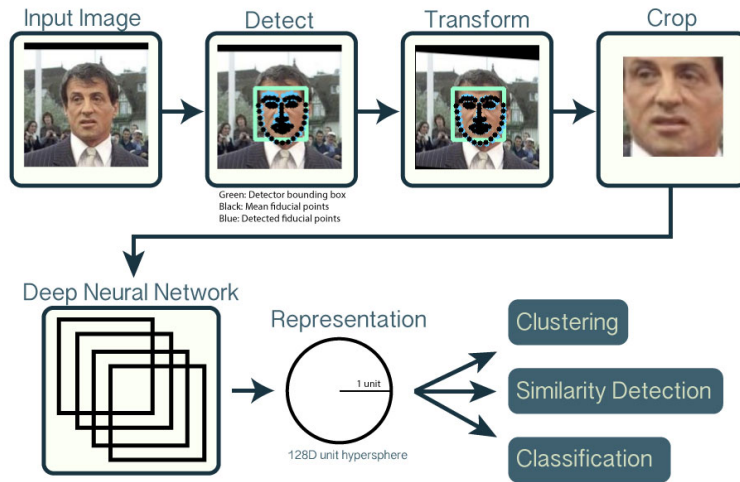 Input Image
Detect
Transform
Crop
Green: Detector bounding box
Black: Mean fiducial points
Blue: Detected fiducial points
Deep Neural Network
Representation
1 unit
128D unit hypersphere
Clustering
Similarity Detection
Classification